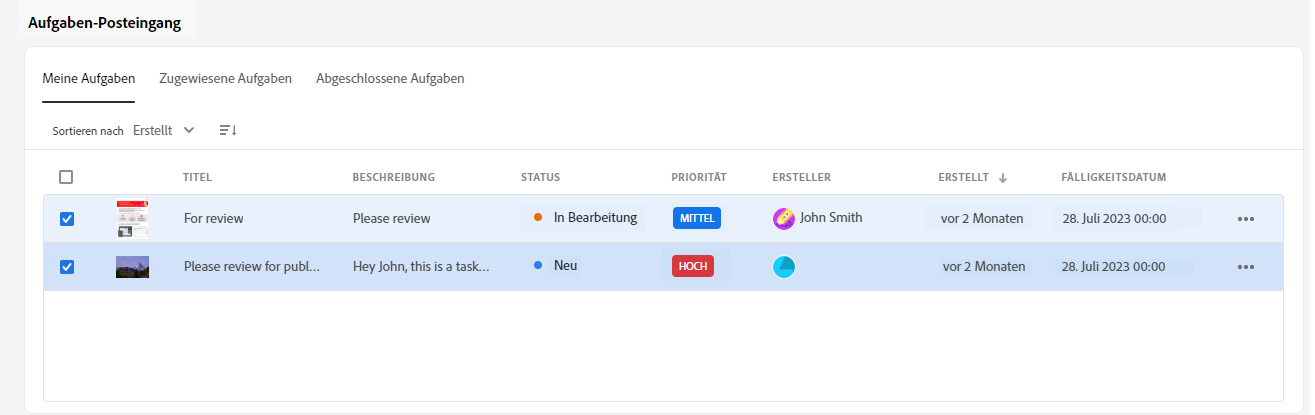 Aufgaben-Posteingang
Meine Aufgaben Zugewiesene Aufgaben Abgeschlossene Aufgaben
Sortieren nach Erstellt
TITEL BESCHREIBUNG STATUS PRIORITÄT ERSTELLER ERSTELLT FÄLLIGKEITSDATUM
For review Please review In Bearbeitung MITTEL John Smith vor 2 Monaten 28. Juli 2023 00:00
Please review for publ... Hey John, this is a task... Neu HOCH vor 2 Monaten 28. Juli 2023 00:00